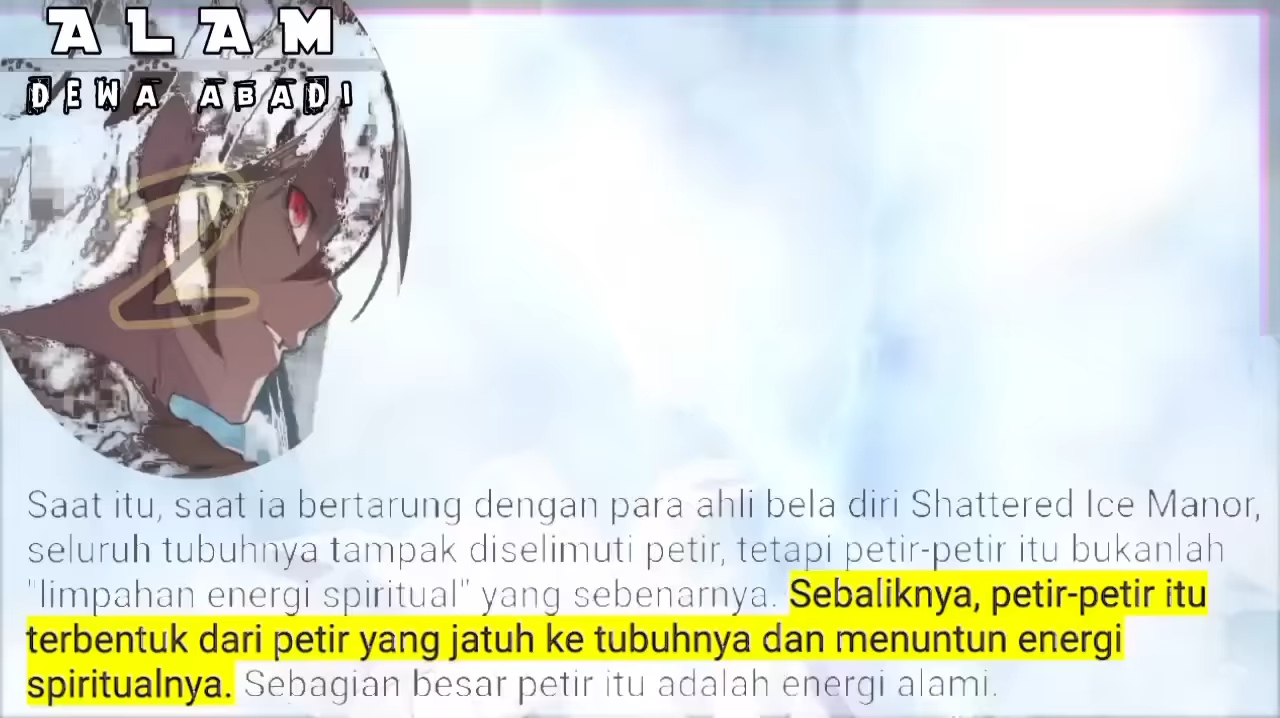 ALAM
DEWA ABADI
2
Saat itu, saat ia bertarung dengan para ahli bela diri Shattered Ice Manor,
seluruh tubuhnya tampak diselimuti petir, tetapi petir-petir itu bukanlah
"limpahan energi spiritual" yang sebenarnya. Sebaliknya, petir-petir itu
terbentuk dari petir yang jatuh ke tubuhnya dan menuntun energi
spiritualnya. Sebagian besar petir itu adalah energi alami.